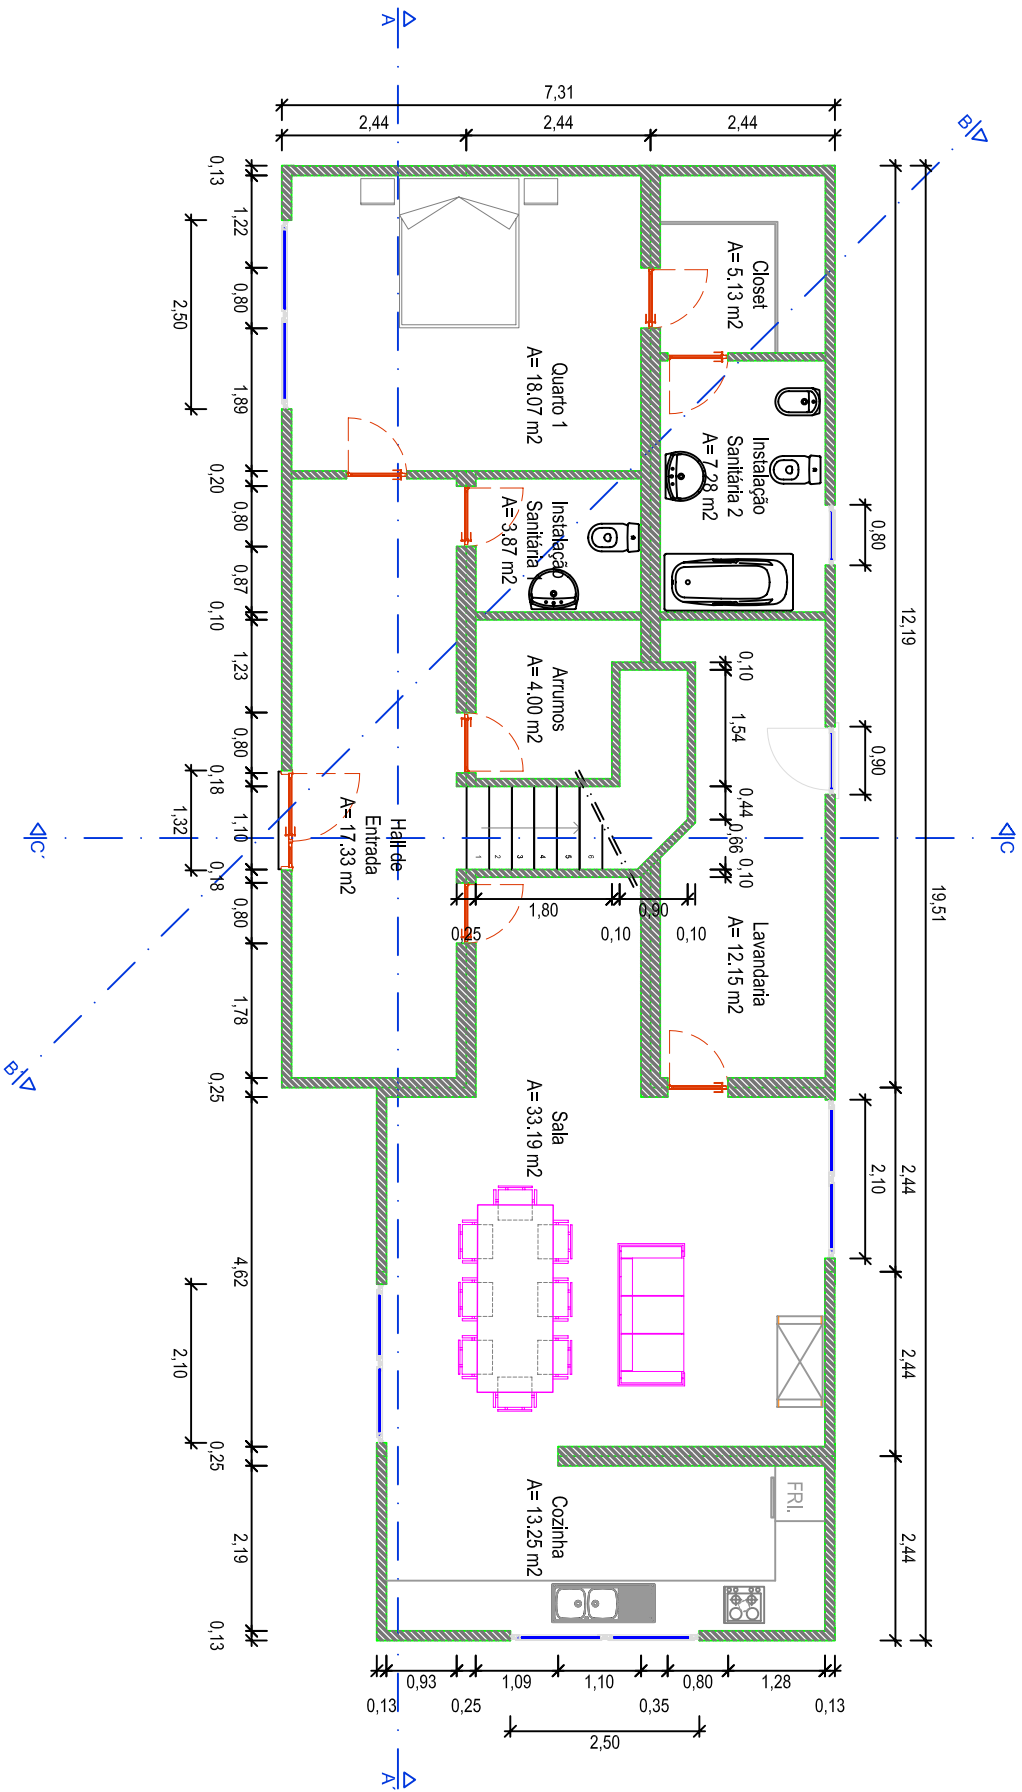 A
7,31
2,44
2,44
2,44
B
0,13
1,22
0,80
1,89
0,20
0,80
0,87
0,10
1,23
0,80
0,18
1,10
0,18
0,80
1,78
0,25
4,62
0,25
2,19
0,13
2,50
1,32
2,10
Closet
A= 5.13 m2
Quarto 1
A= 18.07 m2
Instalação
Sanitária 2
A= 7.28 m2
Instalação
Sanitária 1
A= 3.87 m2
Arrumos
A= 4.00 m2
Hall de
Entrada
A= 17.33 m2
Lavandaria
A= 12.15 m2
Sala
A= 33.19 m2
Cozinha
A= 13.25 m2
FRI.
1
2
3
4
5
6
0,10
1,54
0,44
0,66
0,10
0,25
1,80
0,10
0,90
0,10
0,80
0,90
2,10
12,19
2,44
2,44
2,44
19,51
C
C'
B'
0,13
0,93
0,25
1,09
1,10
0,35
0,80
1,28
0,13
2,50
A'